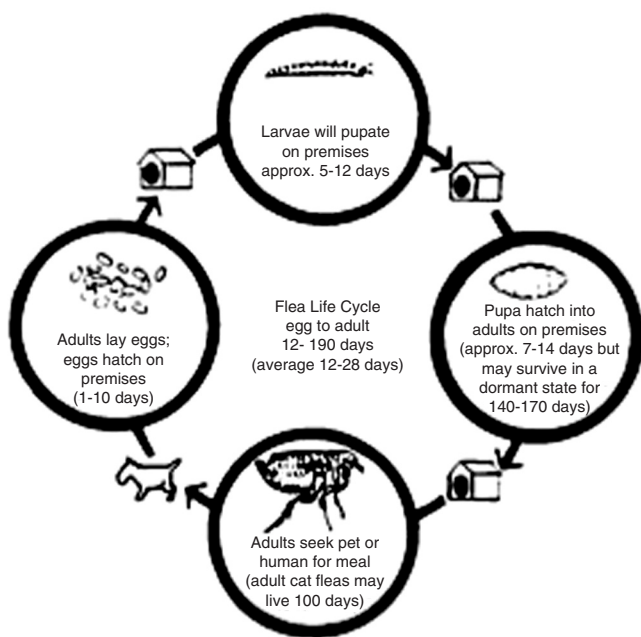 Larvae will pupate
on premises
approx. 5-12 days
Adults lay eggs;
eggs hatch on
premises
(1-10 days)
Flea Life Cycle
egg to adult
12- 190 days
(average 12-28 days)
Pupa hatch into
adults on premises
(approx. 7-14 days but
may survive in a
dormant state for
140-170 days)
Adults seek pet or
human for meal
(adult cat fleas may
live 100 days)